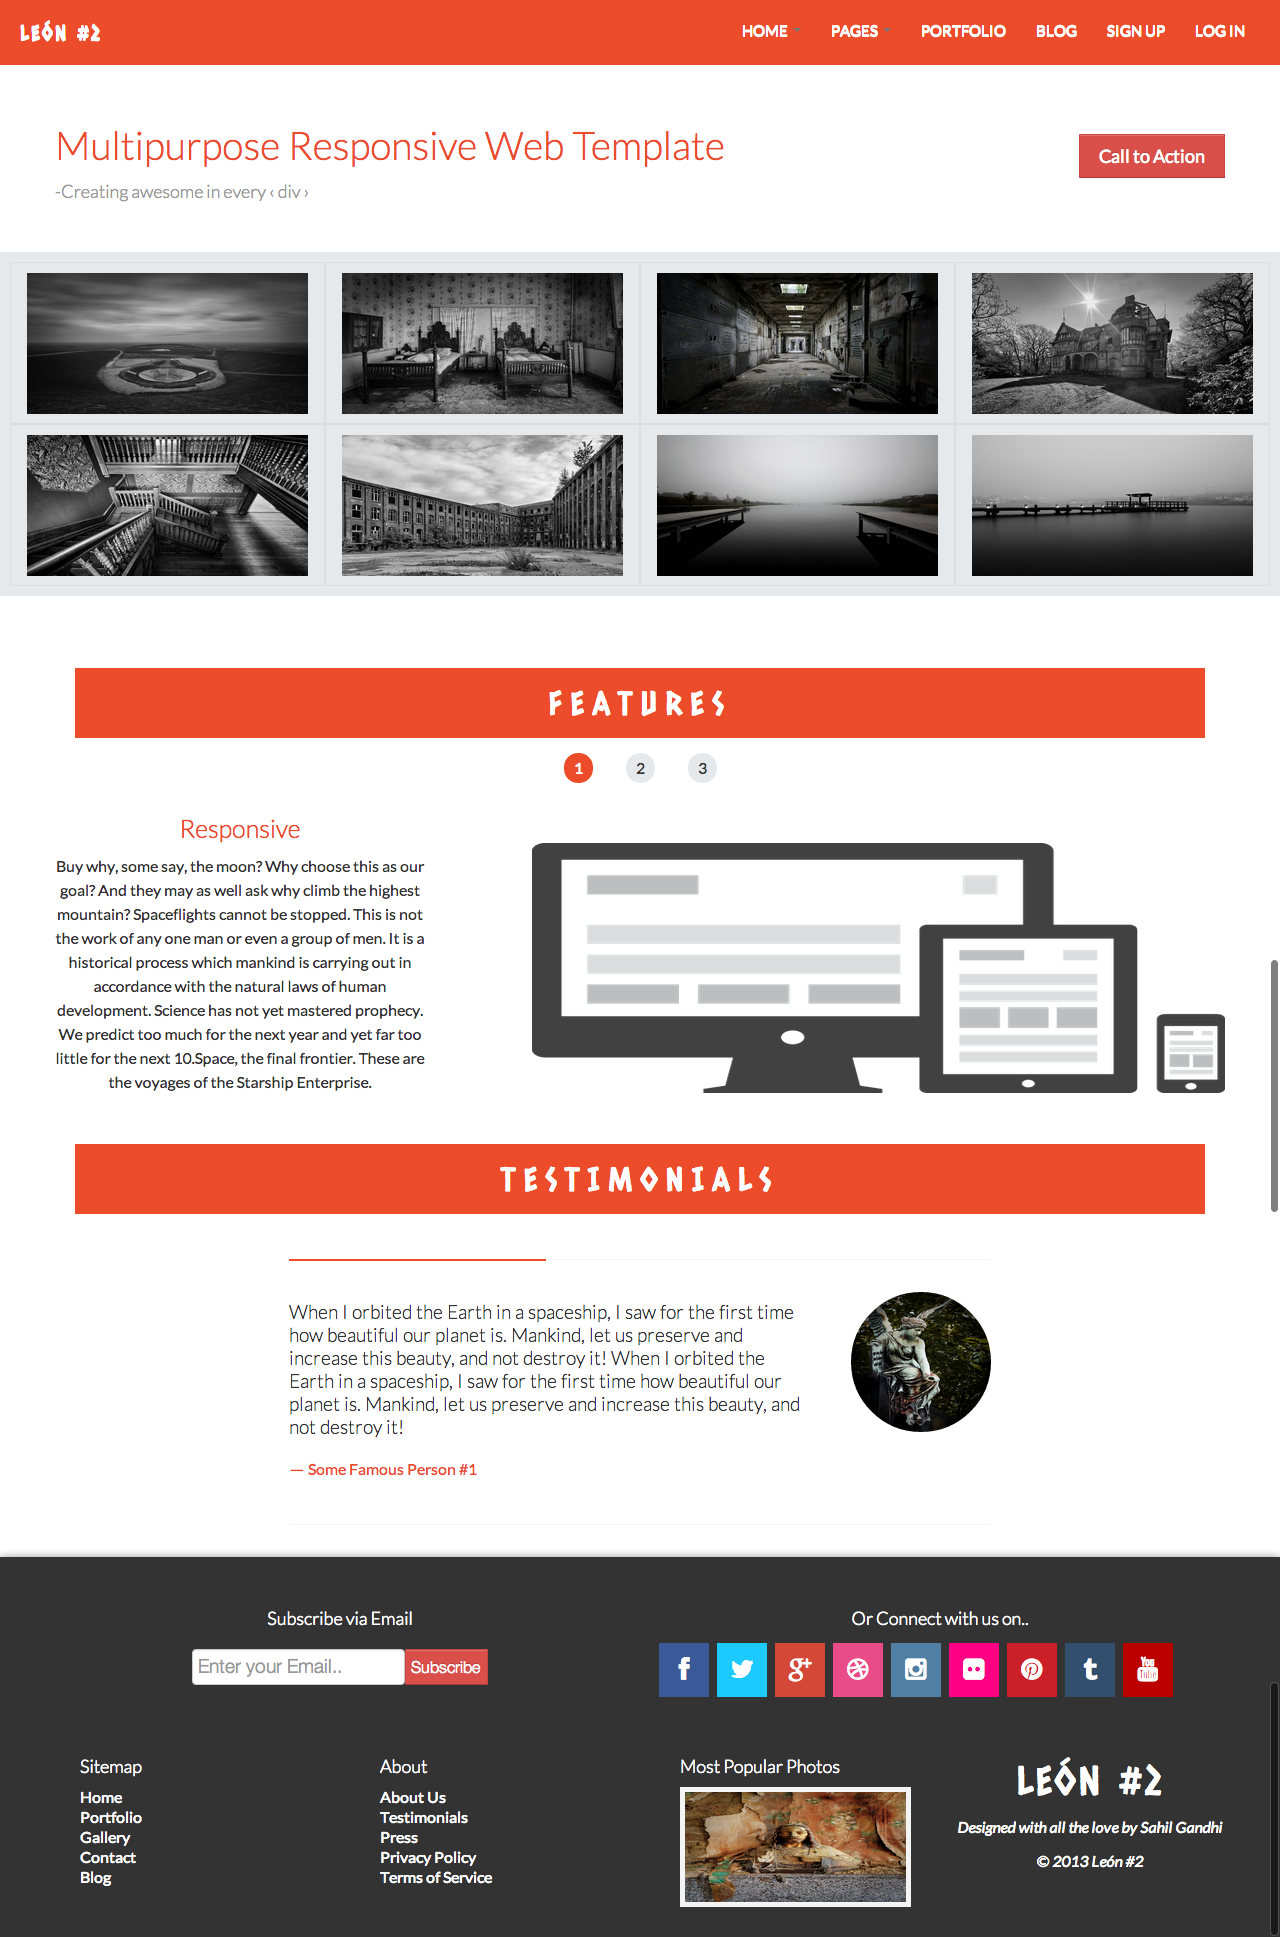 LEÓN #2
HOME PAGES PORTFOLIO BLOG SIGN UP LOG IN
Multipurpose Responsive Web Template
-Creating awesome in every ‹ div ›
Call to Action
FEATURES
1 2 3
Responsive
Buy why, some say, the moon? Why choose this as our
goal? And they may as well ask why climb the highest
mountain? Spaceflights cannot be stopped. This is not
the work of any one man or even a group of men. It is a
historical process which mankind is carrying out in
accordance with the natural laws of human
development. Science has not yet mastered prophecy.
We predict too much for the next year and yet far too
little for the next 10.Space, the final frontier. These are
the voyages of the Starship Enterprise.
TESTIMONIALS
When I orbited the Earth in a spaceship, I saw for the first time
how beautiful our planet is. Mankind, let us preserve and
increase this beauty, and not destroy it! When I orbited the
Earth in a spaceship, I saw for the first time how beautiful our
planet is. Mankind, let us preserve and increase this beauty, and
not destroy it!
— Some Famous Person #1
Subscribe via Email
Enter your Email..
Subscribe
Or Connect with us on..
You Tube
Sitemap
Home
Portfolio
Gallery
Contact
Blog
About
About Us
Testimonials
Press
Privacy Policy
Terms of Service
Most Popular Photos
LEÓN #2
Designed with all the love by Sahil Gandhi
© 2013 León #2